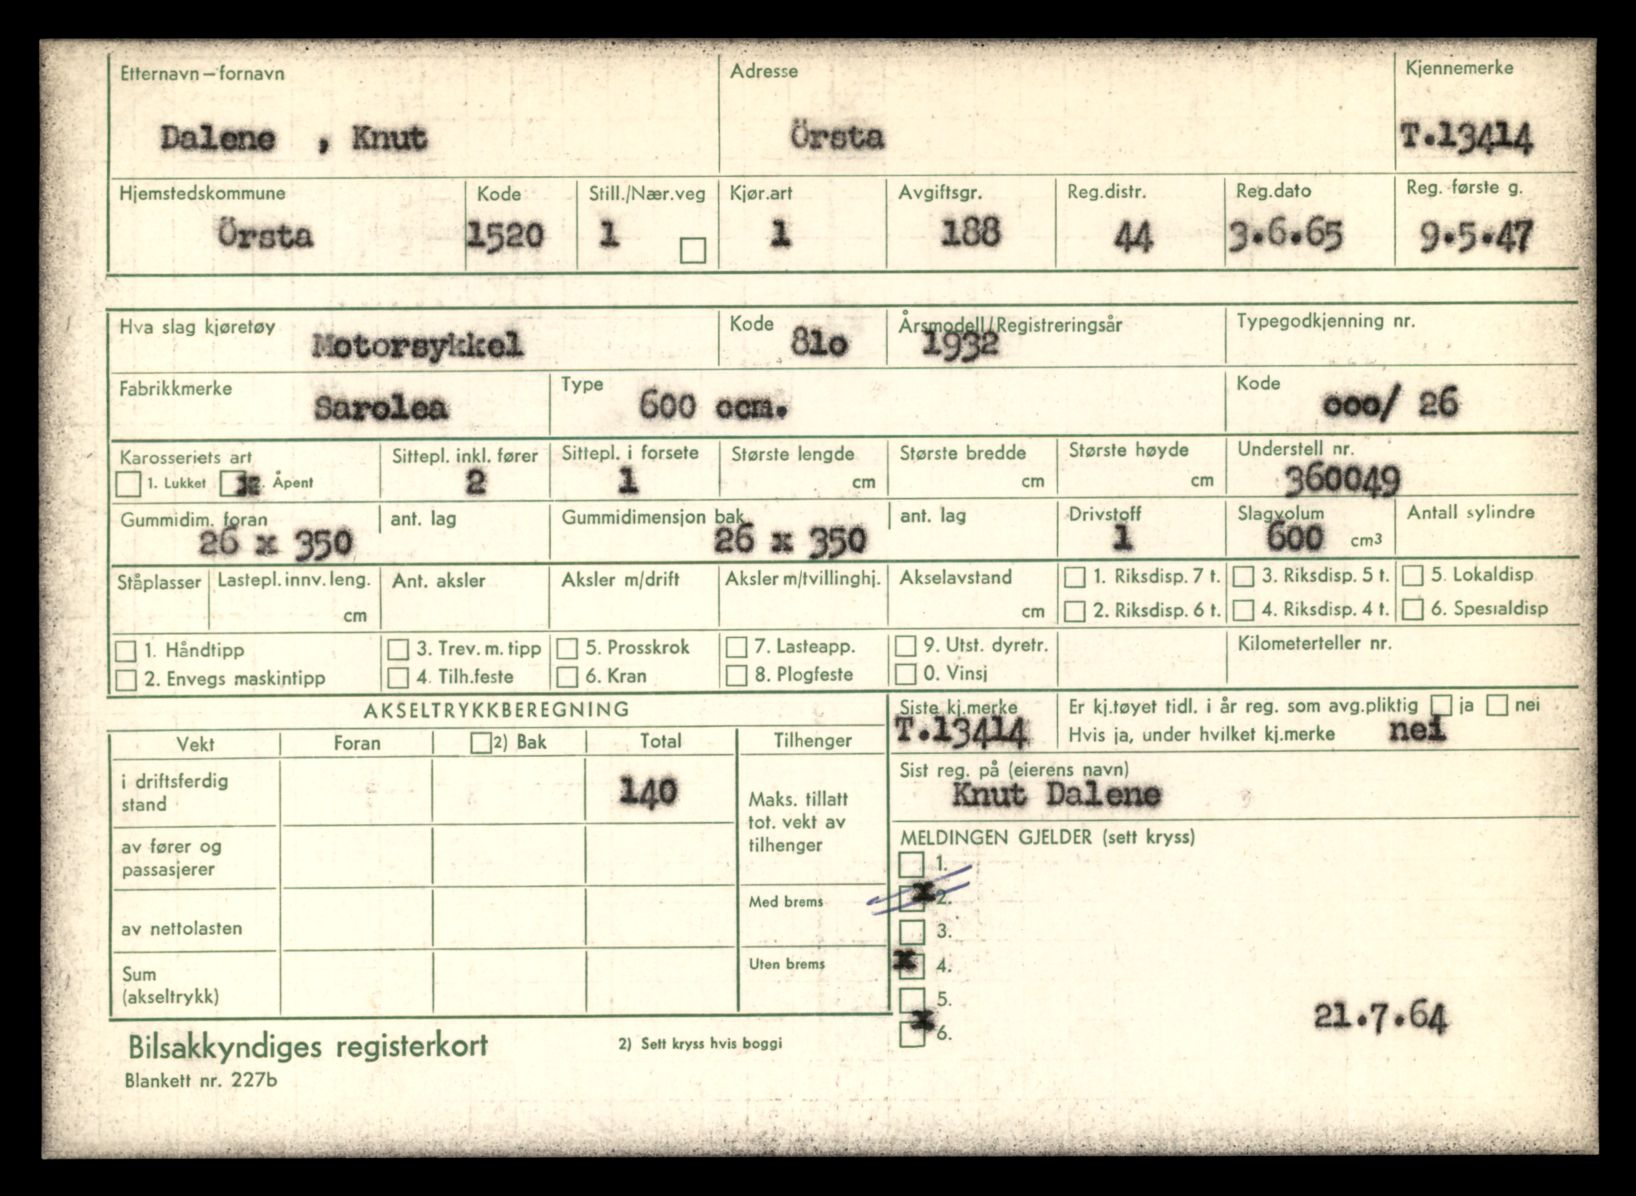 Etternavn – fornavn Adresse Kjennemerke
Dalene , Knut Örsta T.13414
Hjemstedskommune Kode Still./Nær.veg Kjør.art Avgiftsgr. Reg.distr. Reg.dato Reg. første g.
Örsta 1520 1 1 188 44 3.6.65 9.5.47
Hva slag kjøretøy Motorsykkel Kode 81o Årsmodell/Registreringsår 1932 Typegodkjenning nr.
Fabrikkmerke Sarolea Type 600 ccm. Kode ooo/ 26
Karosseriets art Sittepl. inkl. fører Sittepl. i forsete Største lengde Største bredde Største høyde Understell nr.
1. Lukket x . Åpent 2 1 cm cm cm 360049
Gummidim. foran ant. lag Gummidimensjon bak ant. lag Drivstoff Slagvolum Antall sylindre
26 x 350 26 x 350 1 600 cm3
Ståplasser Lastepl. innv. leng. Ant. aksler Aksler m/drift Aksler m/tvillinghj. Akselavstand 1. Riksdisp. 7 t. 3. Riksdisp. 5 t. 5. Lokaldisp
cm cm 2. Riksdisp. 6 t. 4. Riksdisp. 4 t. 6. Spesialdisp
1. Håndtipp 3. Trev. m. tipp 5. Prosskrok 7. Lasteapp. 9. Utst. dyretr. Kilometerteller nr.
2. Envegs maskintipp 4. Tilh.feste 6. Kran 8. Plogfeste 0. Vinsj
AKSELTRYKKBEREGNING Siste kj.merke Er kj.tøyet tidl. i år reg. som avg.pliktig ja nei
T.13414 Hvis ja, under hvilket kj.merke nei
Vekt Foran 2) Bak Total Tilhenger
Sist reg. på (eierens navn)
i driftsferdig stand 140 Maks. tillatt tot. vekt av tilhenger
Knut Dalene
MELDINGEN GJELDER (sett kryss)
av fører og passasjerer
1.
Med brems x 2.
av nettolasten 3.
Uten brems x 4.
Sum (akseltrykk) 5.
x 6. 21.7.64
Bilsakkyndiges registerkort 2) Sett kryss hvis boggi
Blankett nr. 227b